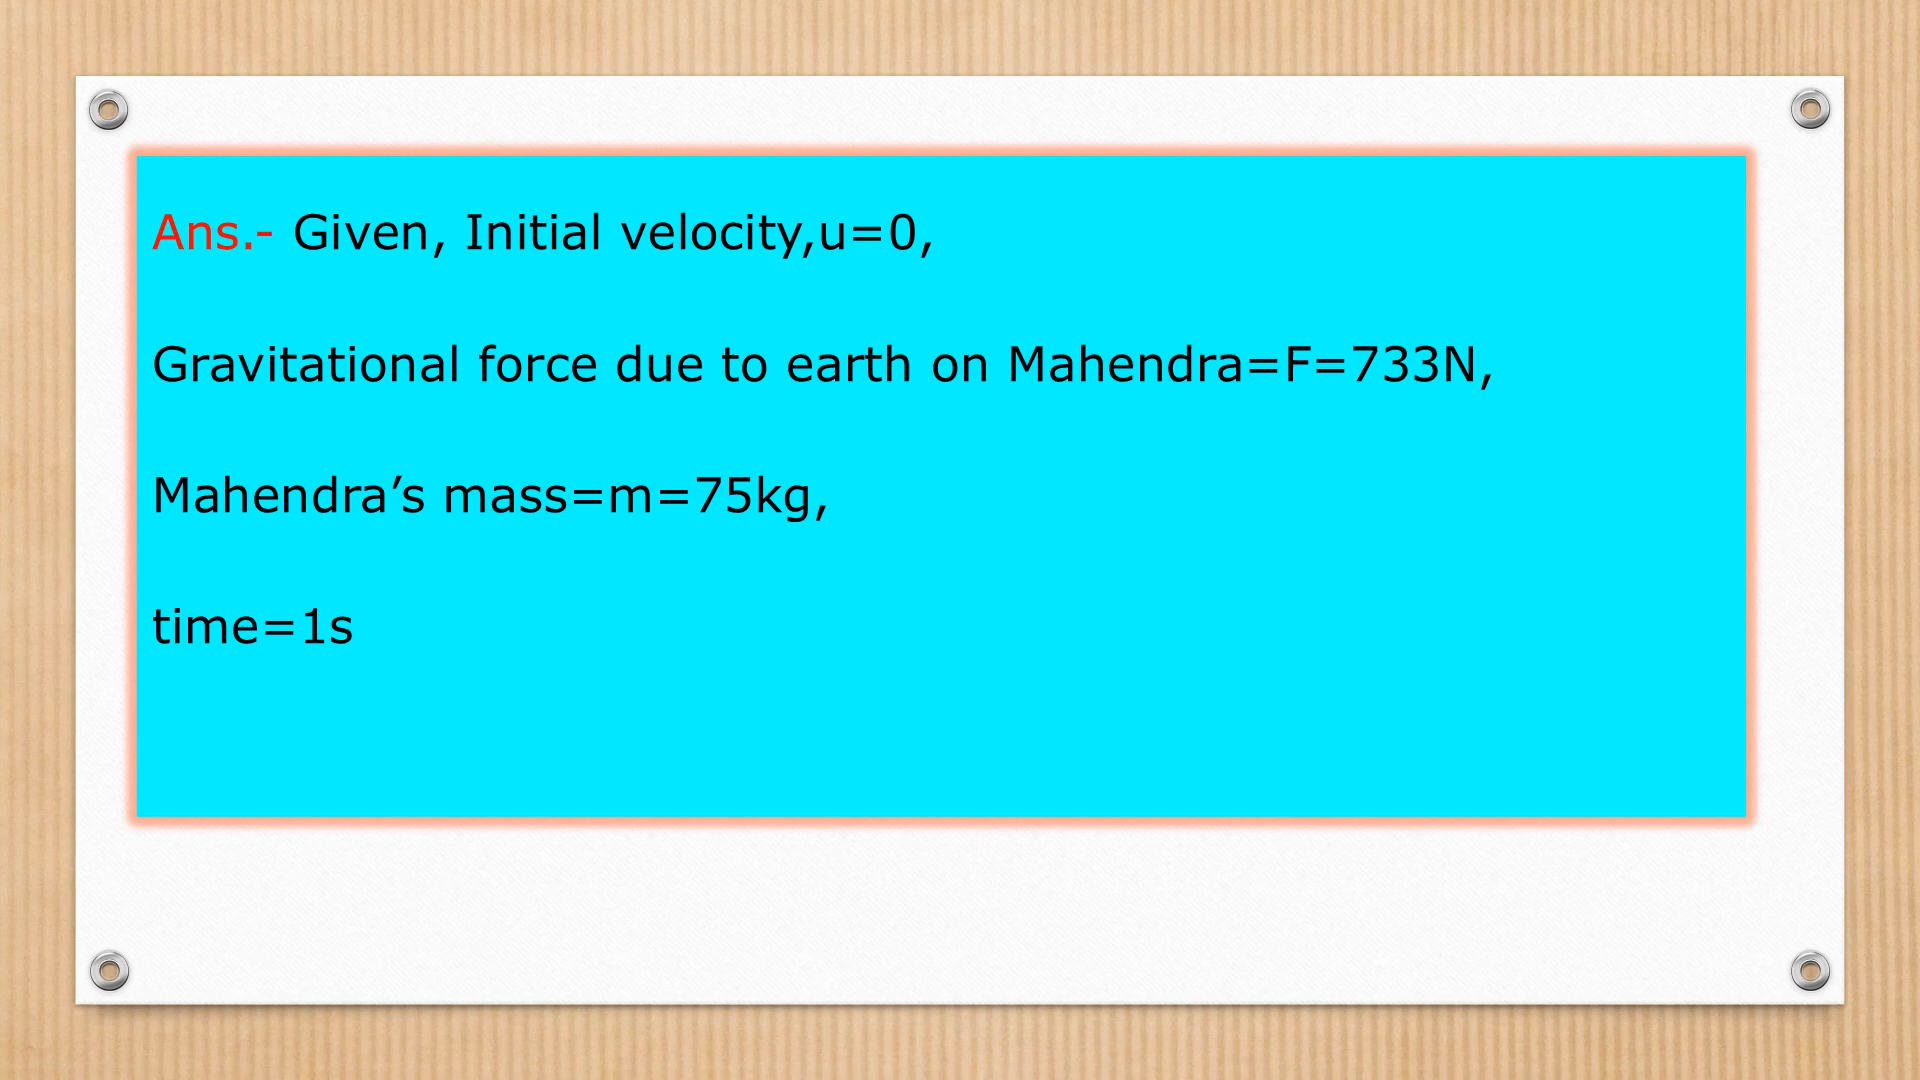 Ans.- Given, Initial velocity,u=0,
Gravitational force due to earth on Mahendra=F=733N,
Mahendra’s mass=m=75kg,
time=1s